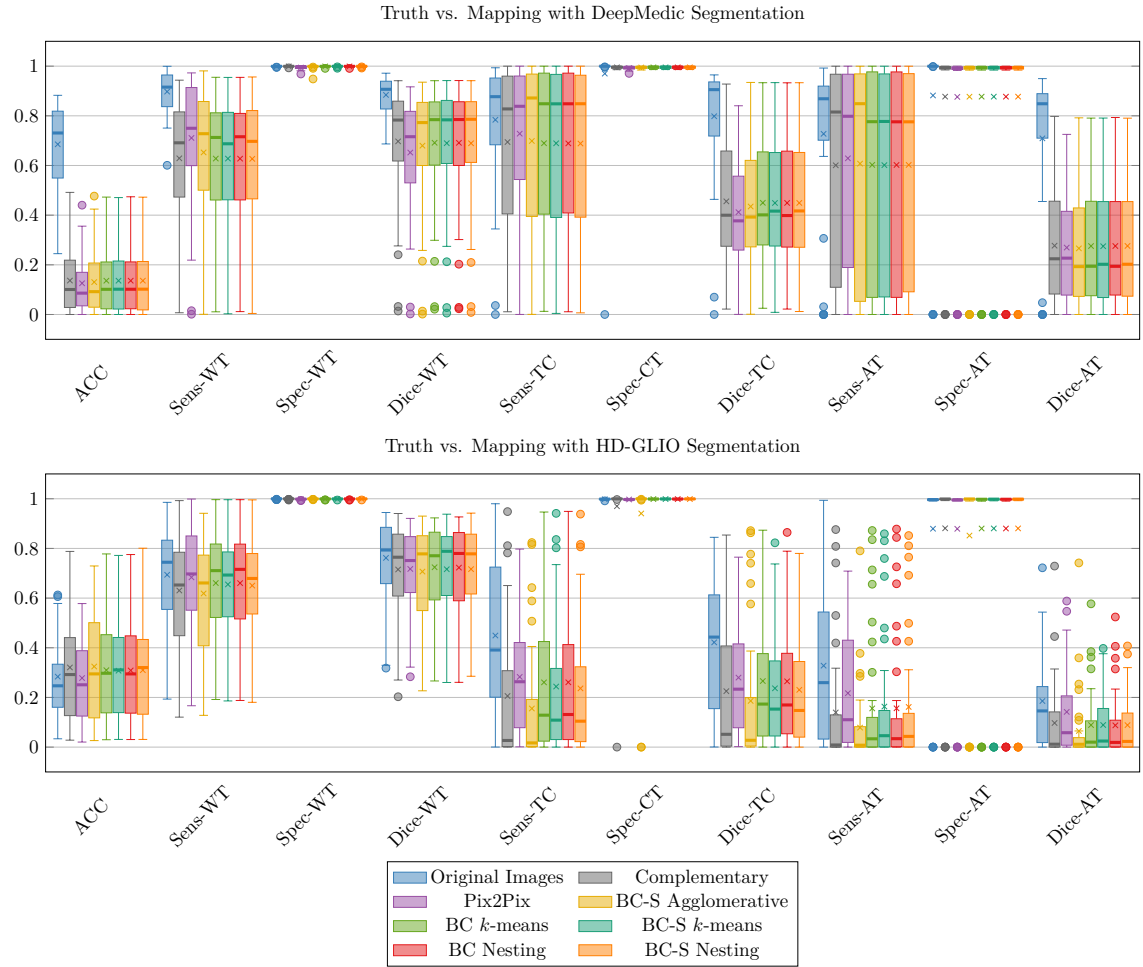 Truth vs. Mapping with DeepMedic Segmentation
1
0.8
0.6
0.4
0.2
0
ACC Sens-WT Spec-WT Dice-WT Sens-TC Spec-CT Dice-TC Sens-AT Spec-AT Dice-AT
Truth vs. Mapping with HD-GLIO Segmentation
1
0.8
0.6
0.4
0.2
0
ACC Sens-WT Spec-WT Dice-WT Sens-TC Spec-CT Dice-TC Sens-AT Spec-AT Dice-AT
Original Images Complementary
Pix2Pix BC-S Agglomerative
BC k-means BC-S k-means
BC Nesting BC-S Nesting